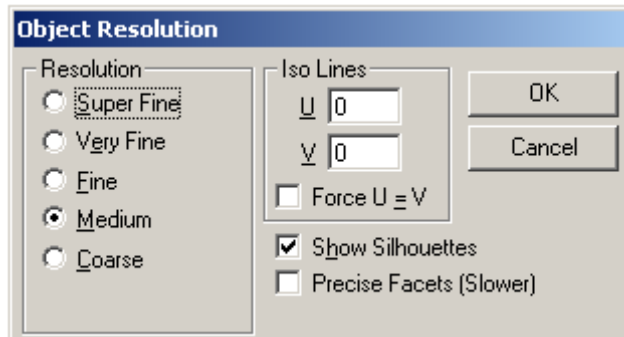 Object Resolution
Resolution
Super Fine
Very Fine
Fine
Medium
Coarse
Iso Lines
U 0
V 0
Force U = V
Show Silhouettes
Precise Facets (Slower)
OK
Cancel